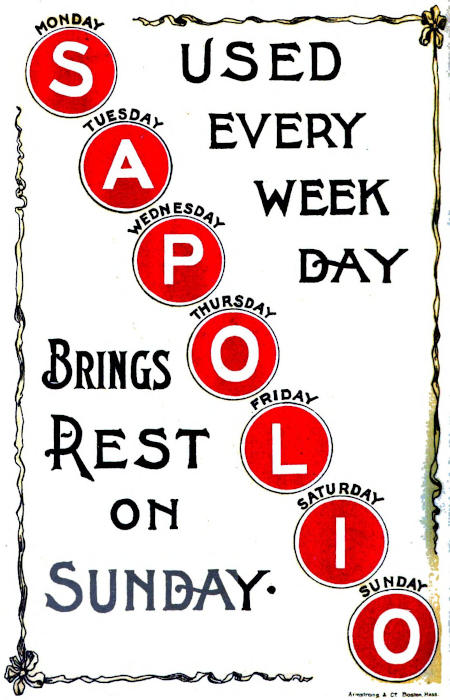 MONDAY
S
USED
TUESDAY
A
EVERY
WEDNESDAY
P
WEEK
DAY
THURSDAY
O
BRINGS
FRIDAY
L
REST
SATURDAY
I
ON
SUNDAY
O
SUNDAY.
Armstrong & Co. Boston, Mass.